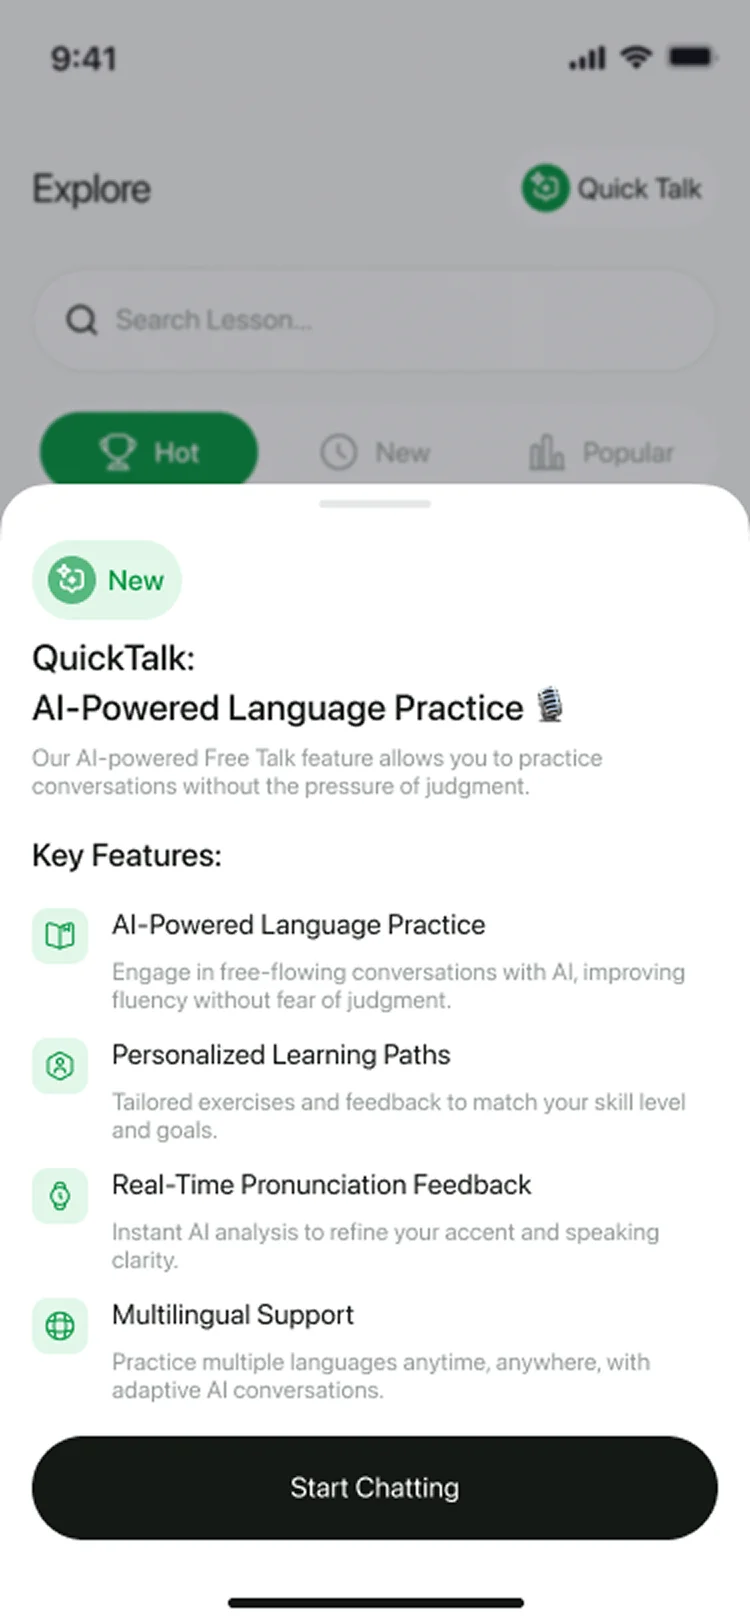 9:41
Explore
Quick Talk
Search Lesson...
Hot
New
Popular
New
QuickTalk:
AI-Powered Language Practice 🎙️
Our AI-powered Free Talk feature allows you to practice
conversations without the pressure of judgment.
Key Features:
AI-Powered Language Practice
Engage in free-flowing conversations with AI, improving
fluency without fear of judgment.
Personalized Learning Paths
Tailored exercises and feedback to match your skill level
and goals.
Real-Time Pronunciation Feedback
Instant AI analysis to refine your accent and speaking
clarity.
Multilingual Support
Practice multiple languages anytime, anywhere, with
adaptive AI conversations.
Start Chatting